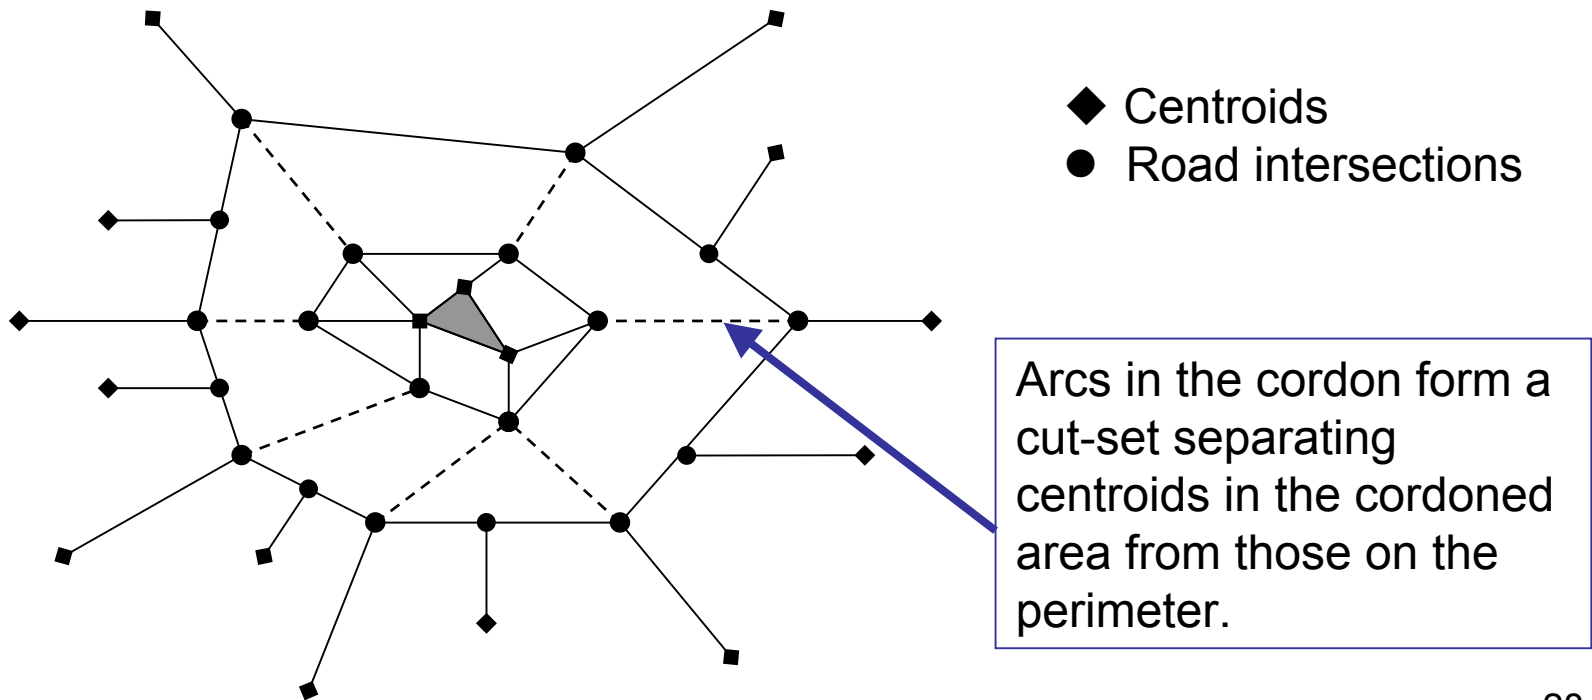 Centroids
Road intersections
Arcs in the cordon form a
cut-set separating
centroids in the cordoned
area from those on the
perimeter.